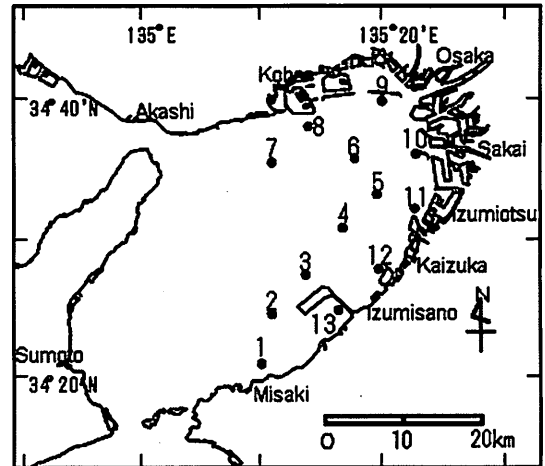 135°E
135°20'E
Osaka
Kobe
34°40'N
Akashi
9
8
10
Sakai
7
6
5
11
Izumiotsu
4
12
Kaizuka
3
2
13
Izumisano
N
1
Sumoto
34°20'N
Misaki
0 10 20km